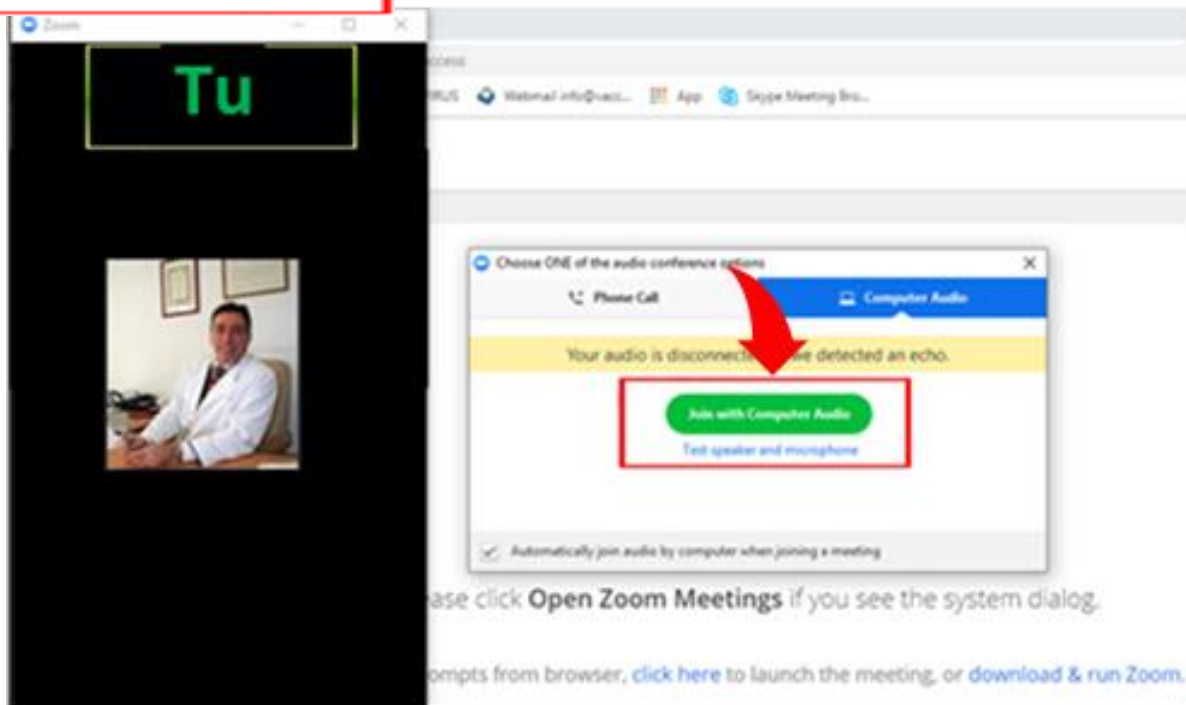 Zoom
Tu
Webmail info@vacc...
App
Skype Meeting Bro...
Choose ONE of the audio conference options
Phone Call
Computer Audio
Your audio is disconnecte we detected an echo.
Join with Computer Audio
Test speaker and microphone
Automatically join audio by computer when joining a meeting
ase click Open Zoom Meetings if you see the system dialog.
ompts from browser, click here to launch the meeting, or download & run Zoom.